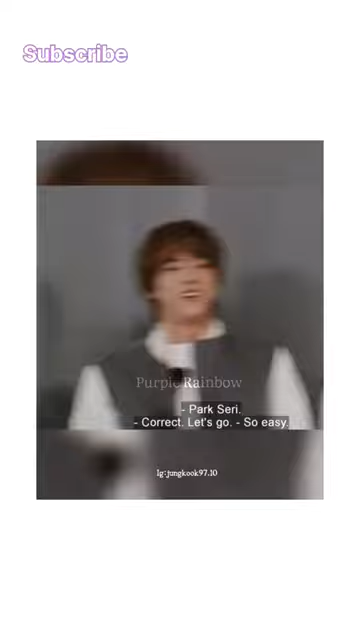 Subscribe
Purple Rainbow
- Park Seri.
- Correct. Let's go. - So easy.
Ig:jungkook97.10